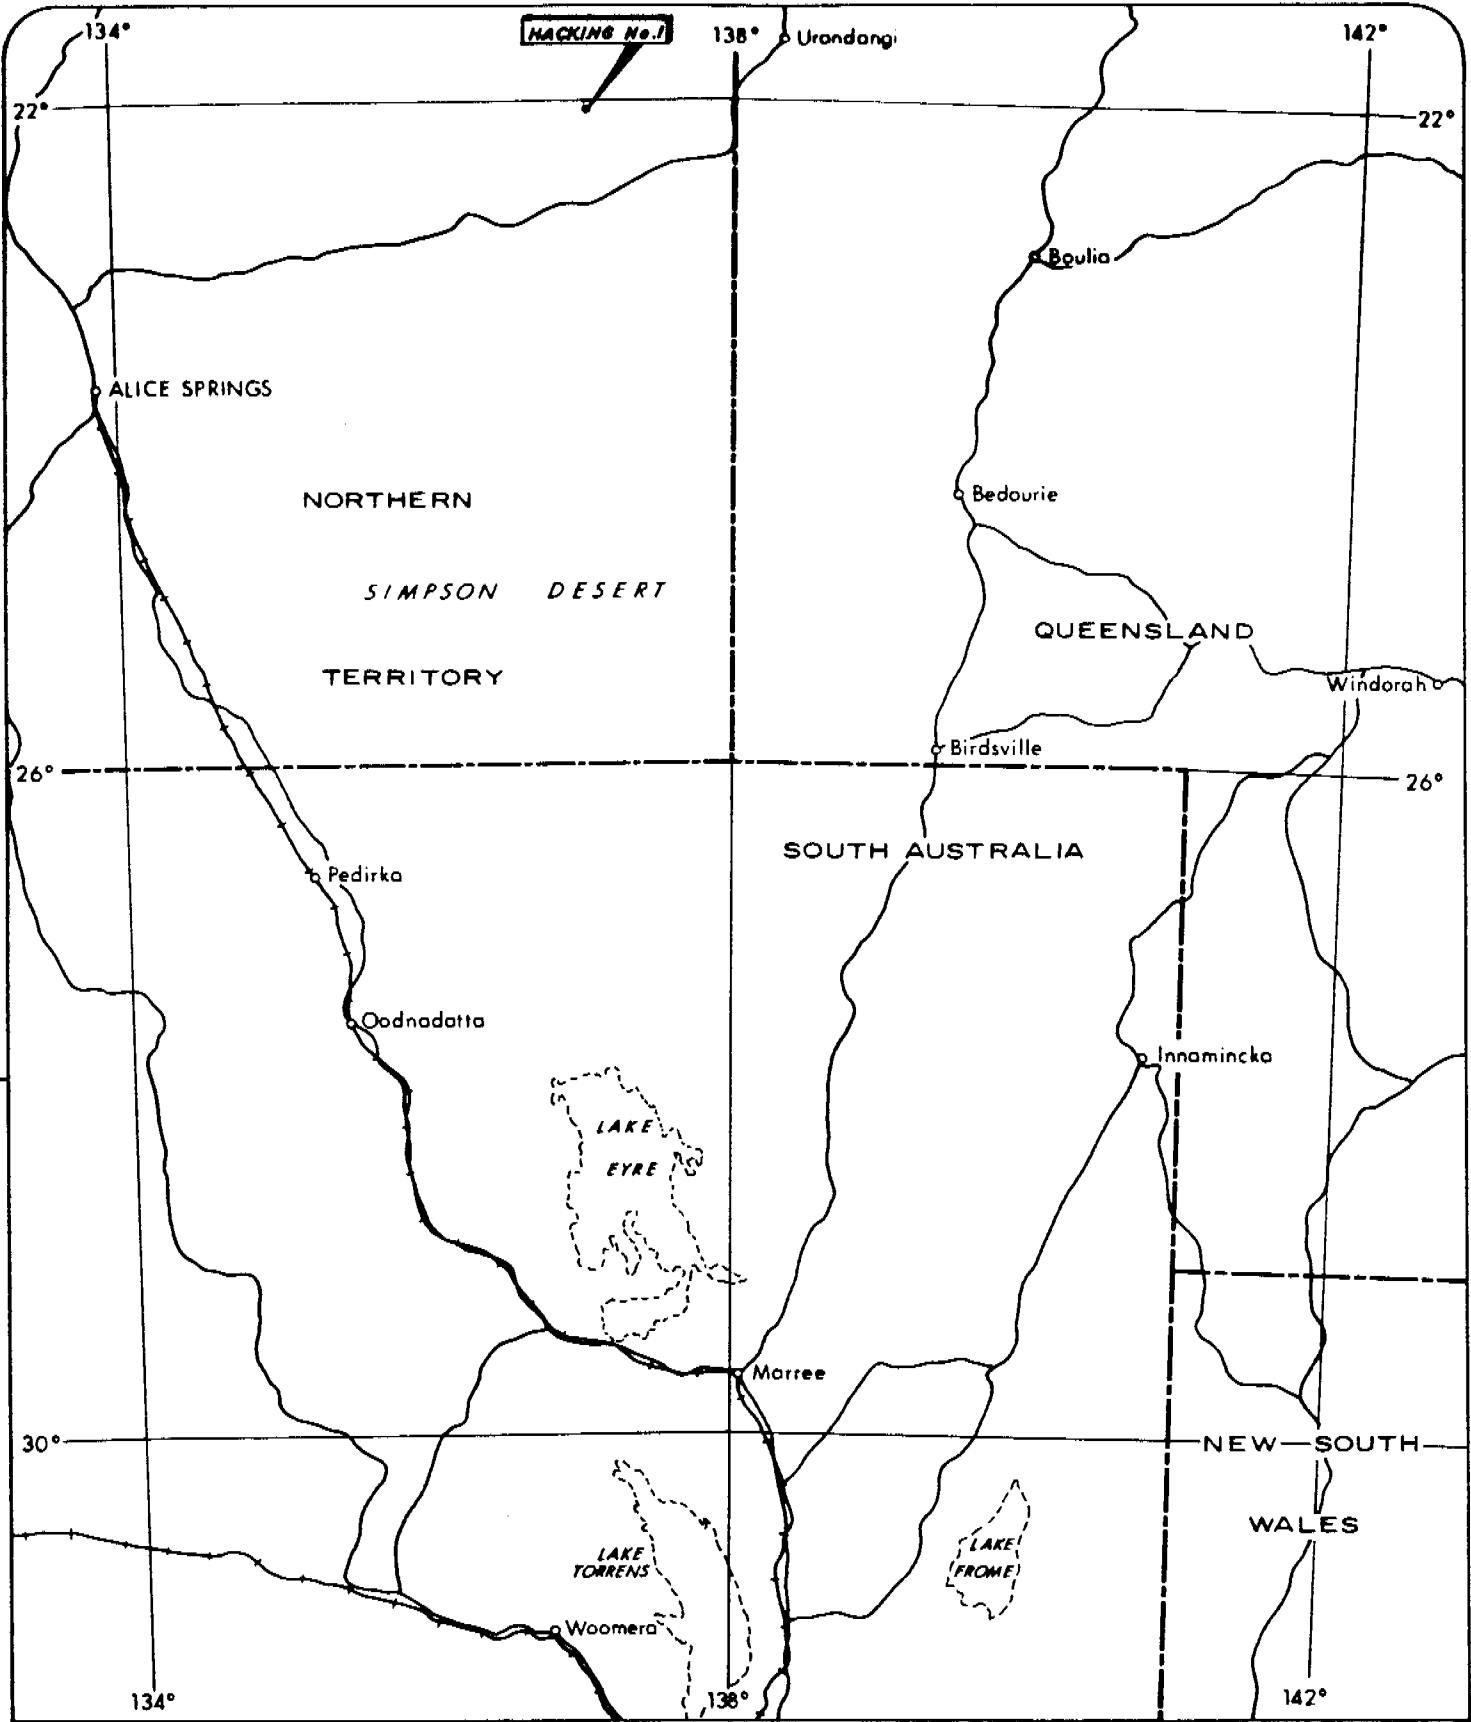 134°
HACKING No.1
138°
Urandangi
142°
22°
22°
Boulia
ALICE SPRINGS
Bedourie
NORTHERN
SIMPSON DESERT
QUEENSLAND
TERRITORY
Windorah
Birdsville
26°
26°
SOUTH AUSTRALIA
Pedirka
Oodnadatta
Innamincka
LAKE
EYRE
Marree
30°
NEW SOUTH
WALES
LAKE
TORRENS
LAKE
FROME
Woomera
134°
138°
142°